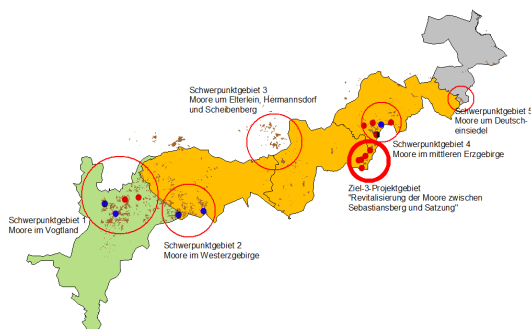 Schwerpunktgebiet 3
Moore um Elterlein, Hermannsdorf
und Scheibenberg
Schwerpunktgebiet 5
Moore um Deutsch-
einsiedel
Schwerpunktgebiet 4
Moore im mittleren Erzgebirge
Ziel-3-Projektgebiet
"Revitalisierung der Moore zwischen
Sebastiansberg und Satzung"
Schwerpunktgebiet 1
Moore im Vogtland
Schwerpunktgebiet 2
Moore im Westerzgebirge